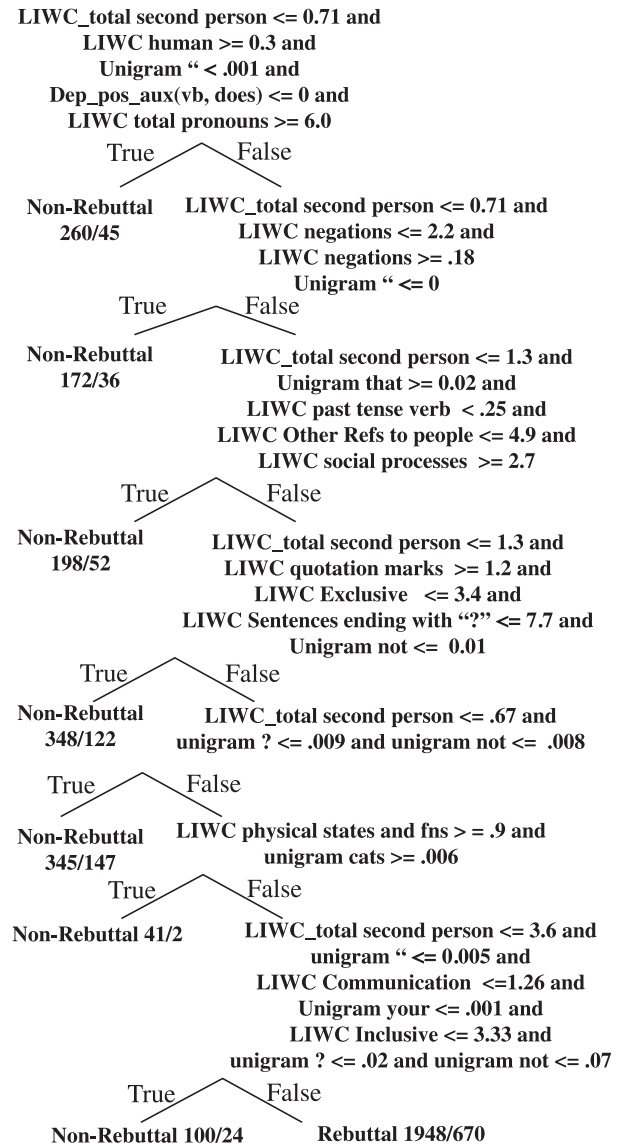 LIWC_total second person <= 0.71 and
LIWC human >= 0.3 and
Unigram “ < .001 and
Dep_pos_aux(vb, does) <= 0 and
LIWC total pronouns >= 6.0
True False
Non-Rebuttal
260/45
LIWC_total second person <= 0.71 and
LIWC negations <= 2.2 and
LIWC negations >= .18
Unigram “ <= 0
True False
Non-Rebuttal
172/36
LIWC_total second person <= 1.3 and
Unigram that >= 0.02 and
LIWC past tense verb < .25 and
LIWC Other Refs to people <= 4.9 and
LIWC social processes >= 2.7
True False
Non-Rebuttal
198/52
LIWC_total second person <= 1.3 and
LIWC quotation marks >= 1.2 and
LIWC Exclusive <= 3.4 and
LIWC Sentences ending with “?” <= 7.7 and
Unigram not <= 0.01
True False
Non-Rebuttal
348/122
LIWC_total second person <= .67 and
unigram ? <= .009 and unigram not <= .008
True False
Non-Rebuttal
345/147
LIWC physical states and fns > = .9 and
unigram cats >= .006
True False
Non-Rebuttal 41/2
LIWC_total second person <= 3.6 and
unigram “ <= 0.005 and
LIWC Communication <=1.26 and
Unigram your <= .001 and
LIWC Inclusive <= 3.33 and
unigram ? <= .02 and unigram not <= .07
True False
Non-Rebuttal 100/24 Rebuttal 1948/670